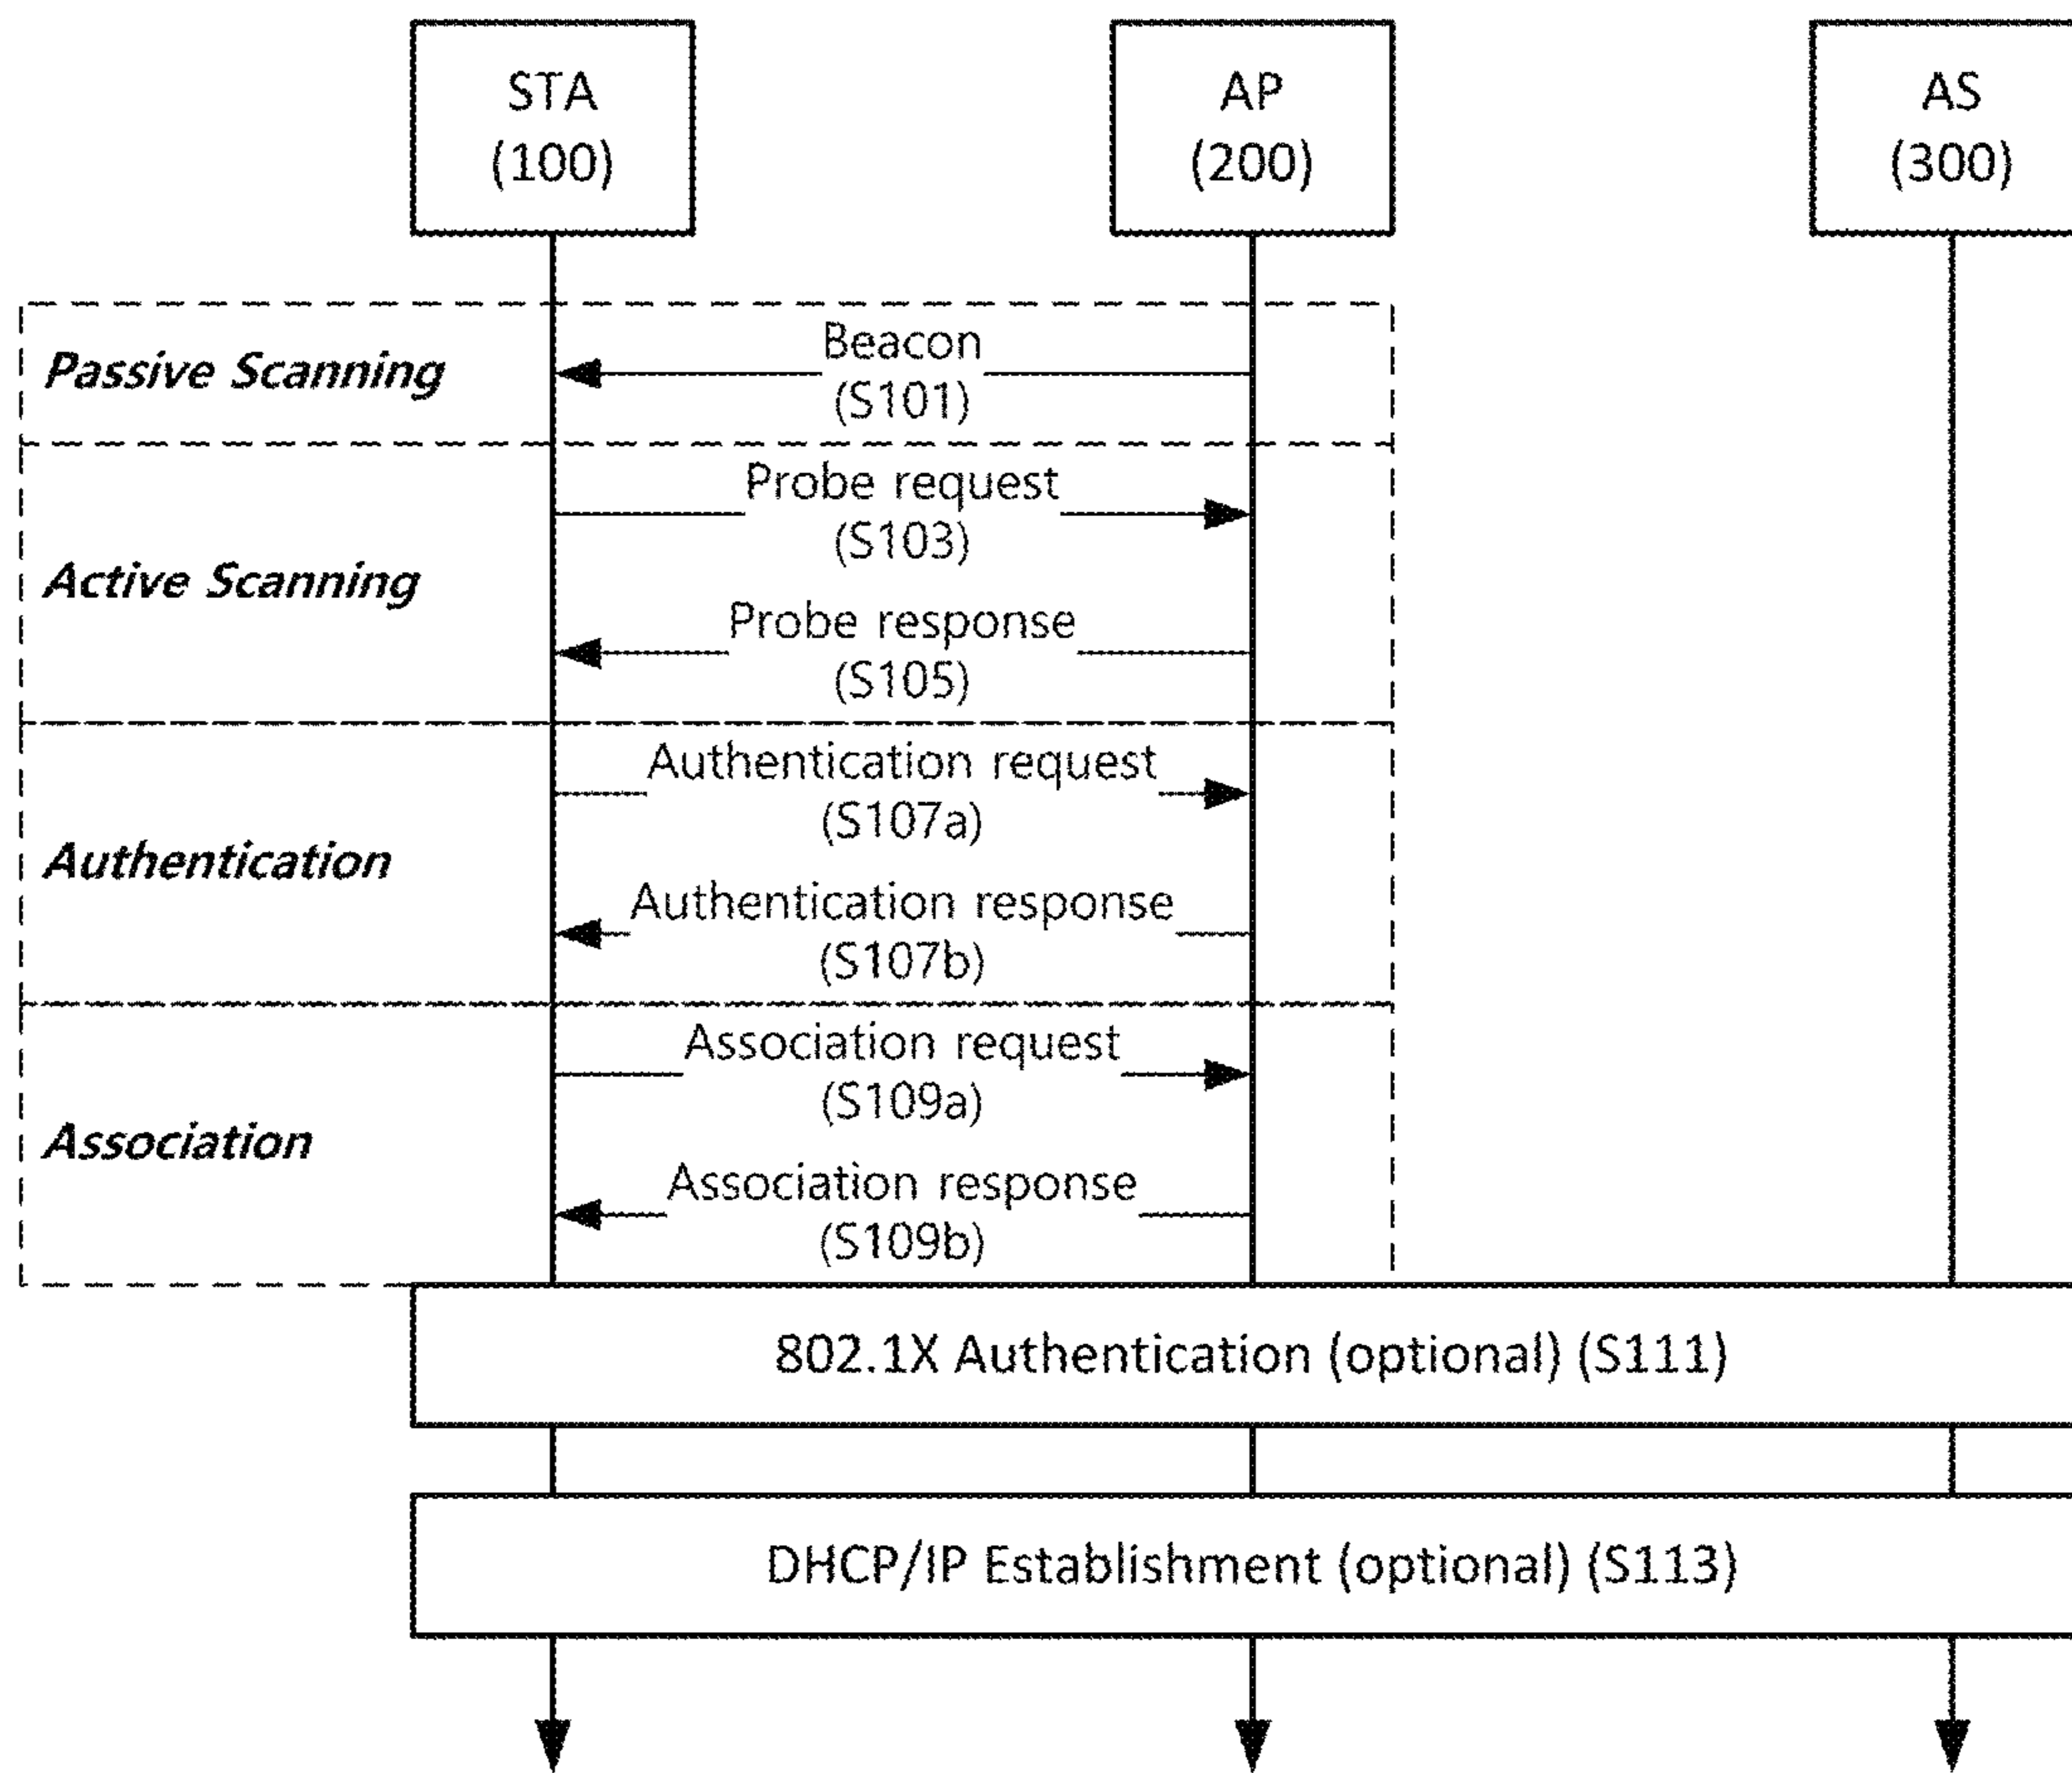 STA
(100)
AP
(200)
AS
(300)
Passive Scanning
Beacon
(S101)
Active Scanning
Probe request
(S103)
Probe response
(S105)
Authentication
Authentication request
(S107a)
Authentication response
(S107b)
Association
Association request
(S109a)
Association response
(S109b)
802.1X Authentication (optional) (S111)
DHCP/IP Establishment (optional) (S113)